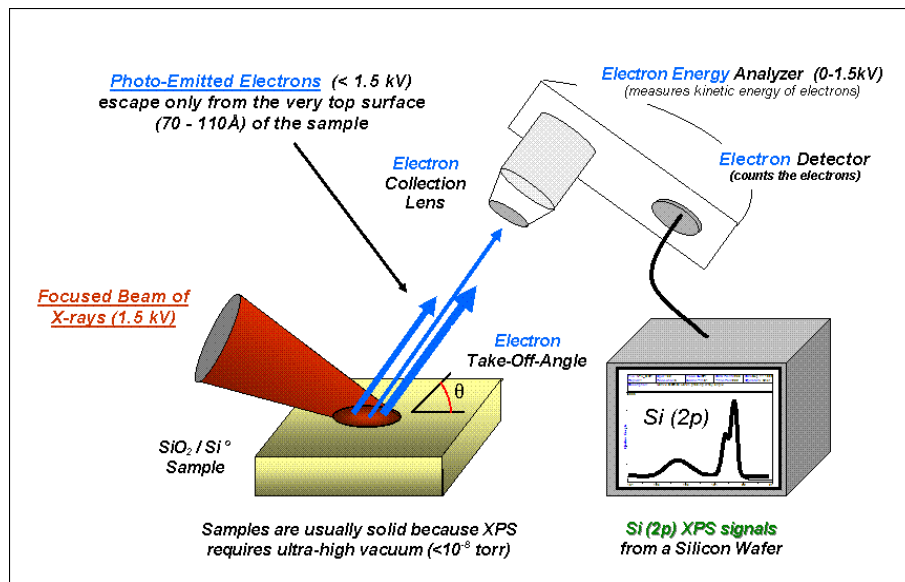 Photo-Emitted Electrons (< 1.5 kV)
escape only from the very top surface
(70 - 110Å) of the sample
Electron Energy Analyzer (0-1.5kV)
(measures kinetic energy of electrons)
Electron
Collection
Lens
Electron Detector
(counts the electrons)
Focused Beam of
X-rays (1.5 kV)
Electron
Take-Off-Angle
θ
SiO₂ / Si°
Sample
Si (2p)
Samples are usually solid because XPS
requires ultra-high vacuum (<10⁻⁸ torr)
Si (2p) XPS signals
from a Silicon Wafer